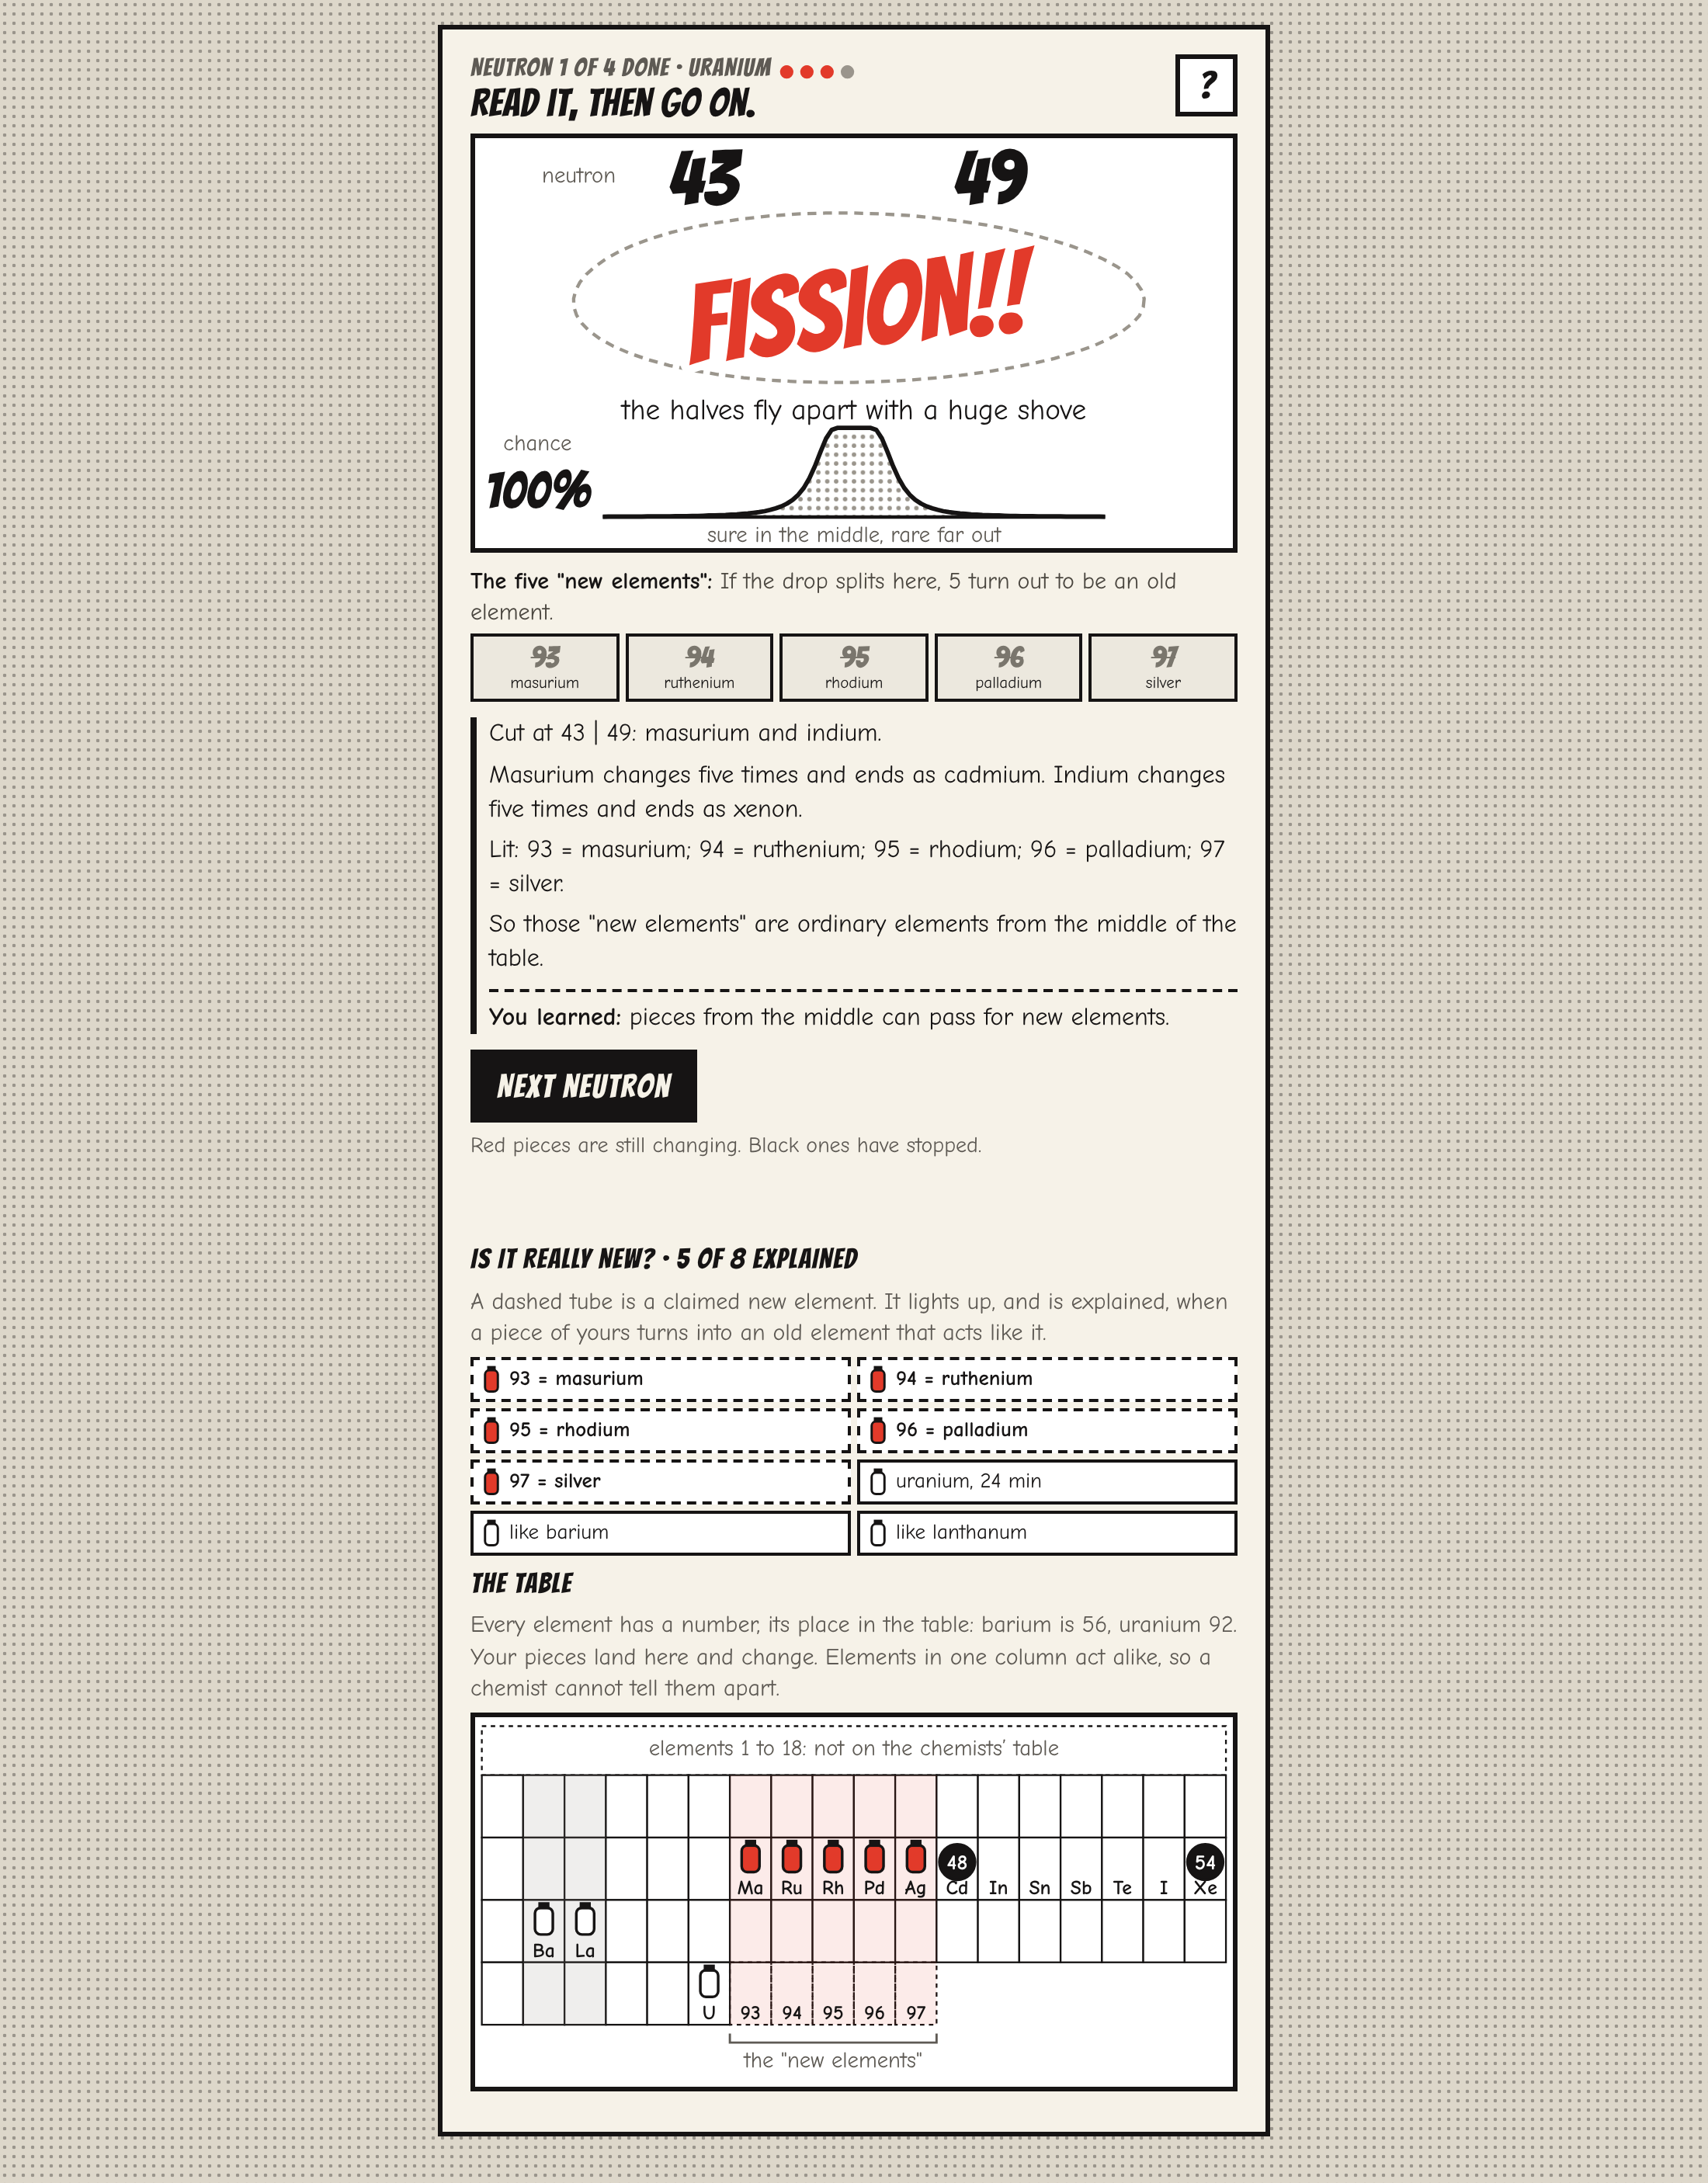 NEUTRON 1 OF 4 DONE · URANIUM
READ IT, THEN GO ON.
?
neutron
43
49
FISSION!!
the halves fly apart with a huge shove
chance
100%
sure in the middle, rare far out
The five "new elements": If the drop splits here, 5 turn out to be an old
element.
93
masurium
94
ruthenium
95
rhodium
96
palladium
97
silver
Cut at 43 | 49: masurium and indium.
Masurium changes five times and ends as cadmium. Indium changes
five times and ends as xenon.
Lit: 93 = masurium; 94 = ruthenium; 95 = rhodium; 96 = palladium; 97
= silver.
So those "new elements" are ordinary elements from the middle of the
table.
You learned: pieces from the middle can pass for new elements.
NEXT NEUTRON
Red pieces are still changing. Black ones have stopped.
IS IT REALLY NEW? · 5 OF 8 EXPLAINED
A dashed tube is a claimed new element. It lights up, and is explained, when
a piece of yours turns into an old element that acts like it.
93 = masurium
94 = ruthenium
95 = rhodium
96 = palladium
97 = silver
uranium, 24 min
like barium
like lanthanum
THE TABLE
Every element has a number, its place in the table: barium is 56, uranium 92.
Your pieces land here and change. Elements in one column act alike, so a
chemist cannot tell them apart.
elements 1 to 18: not on the chemists' table
48
54
Ma Ru Rh Pd Ag Cd In Sn Sb Te I Xe
Ba La
U 93 94 95 96 97
the "new elements"